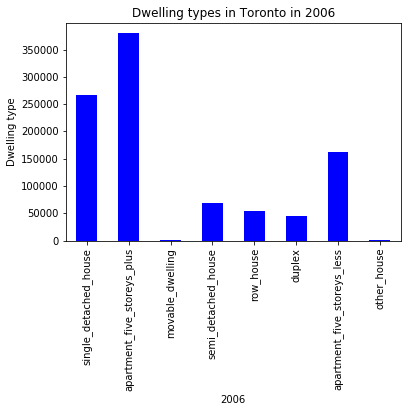 Dwelling types in Toronto in 2006
Dwelling type
350000
300000
250000
200000
150000
100000
50000
0
single_detached_house
apartment_five_storeys_plus
movable_dwelling
semi_detached_house
row_house
duplex
apartment_five_storeys_less
other_house
2006